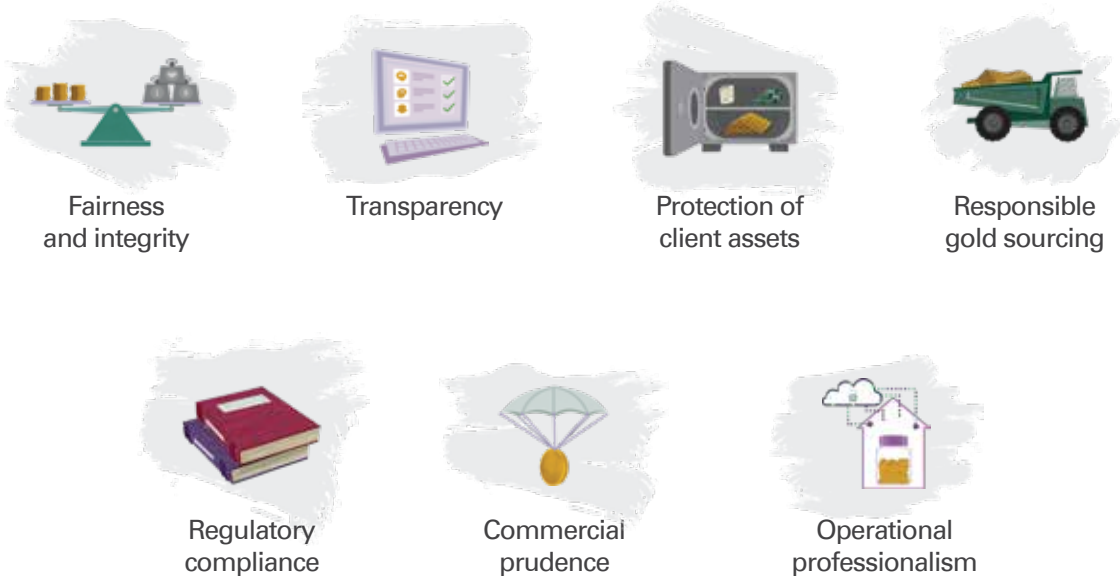 Fairness
and integrity
Transparency
Protection of
client assets
Responsible
gold sourcing
Regulatory
compliance
Commercial
prudence
Operational
professionalism